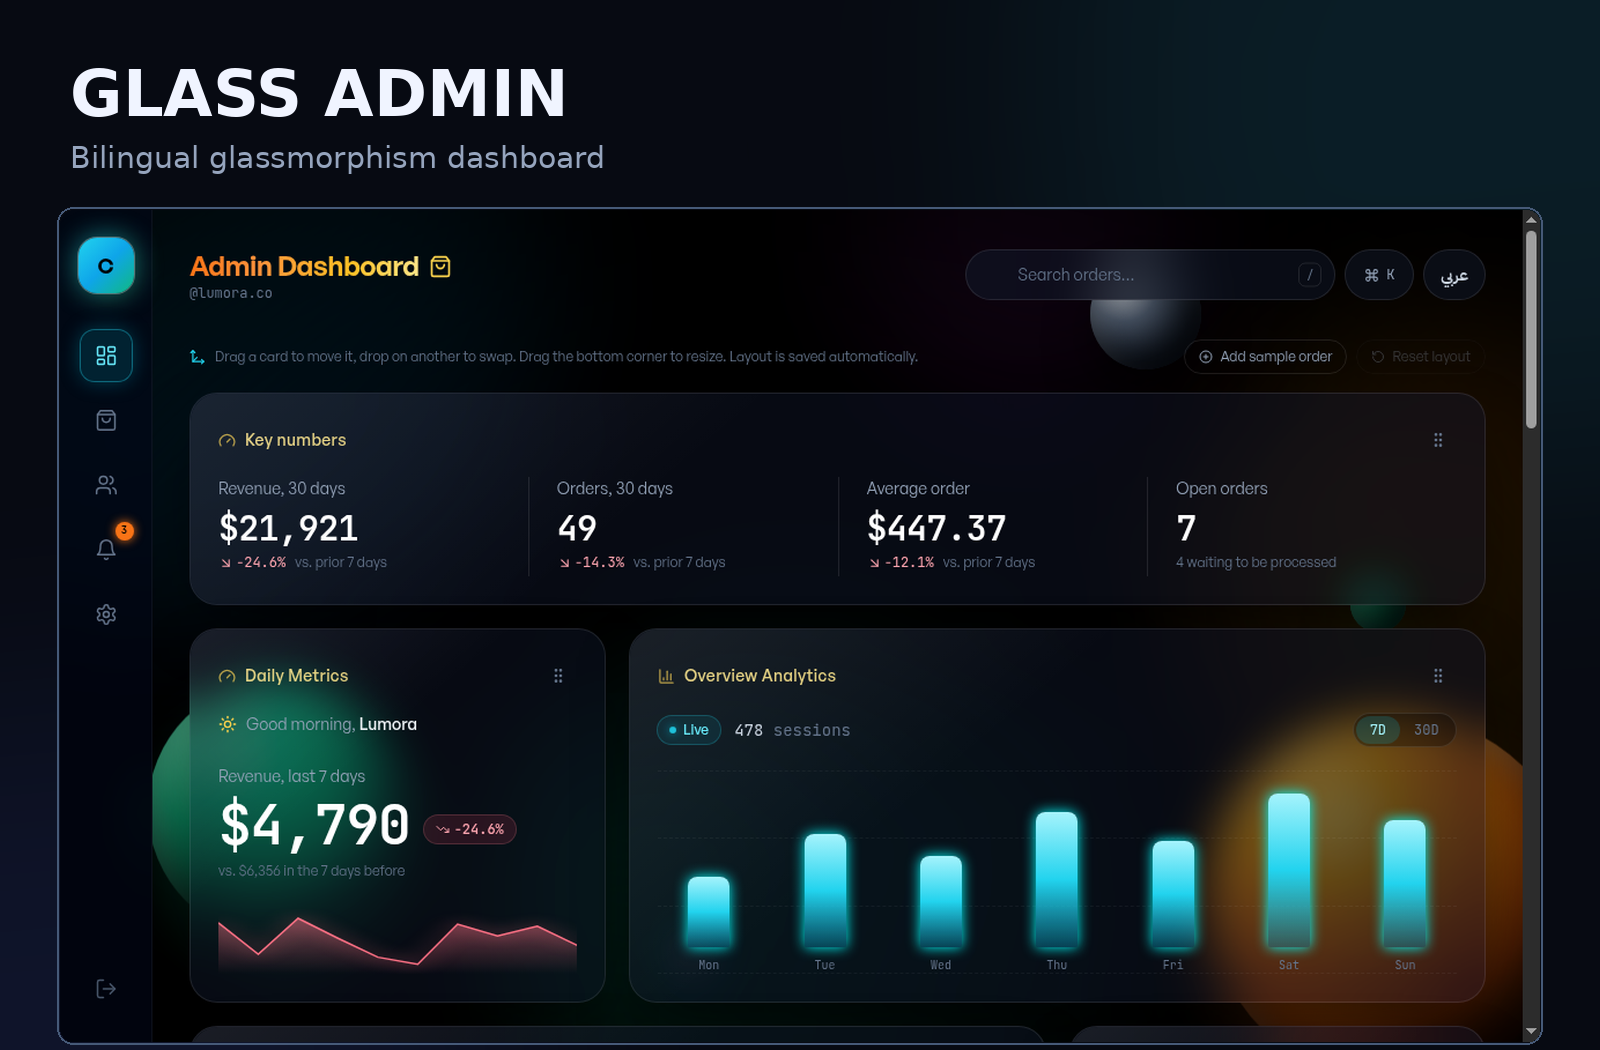 GLASS ADMIN
Bilingual glassmorphism dashboard
C
Admin Dashboard
@lumora.co
Search orders...
/
⌘ K
عربي
Drag a card to move it, drop on another to swap. Drag the bottom corner to resize. Layout is saved automatically.
Add sample order
Reset layout
3
Key numbers
Revenue, 30 days
$21,921
-24.6% vs. prior 7 days
Orders, 30 days
49
-14.3% vs. prior 7 days
Average order
$447.37
-12.1% vs. prior 7 days
Open orders
7
4 waiting to be processed
Daily Metrics
Good morning, Lumora
Revenue, last 7 days
$4,790 -24.6%
vs. $6,356 in the 7 days before
Overview Analytics
Live 478 sessions
7D 30D
Mon Tue Wed Thu Fri Sat Sun